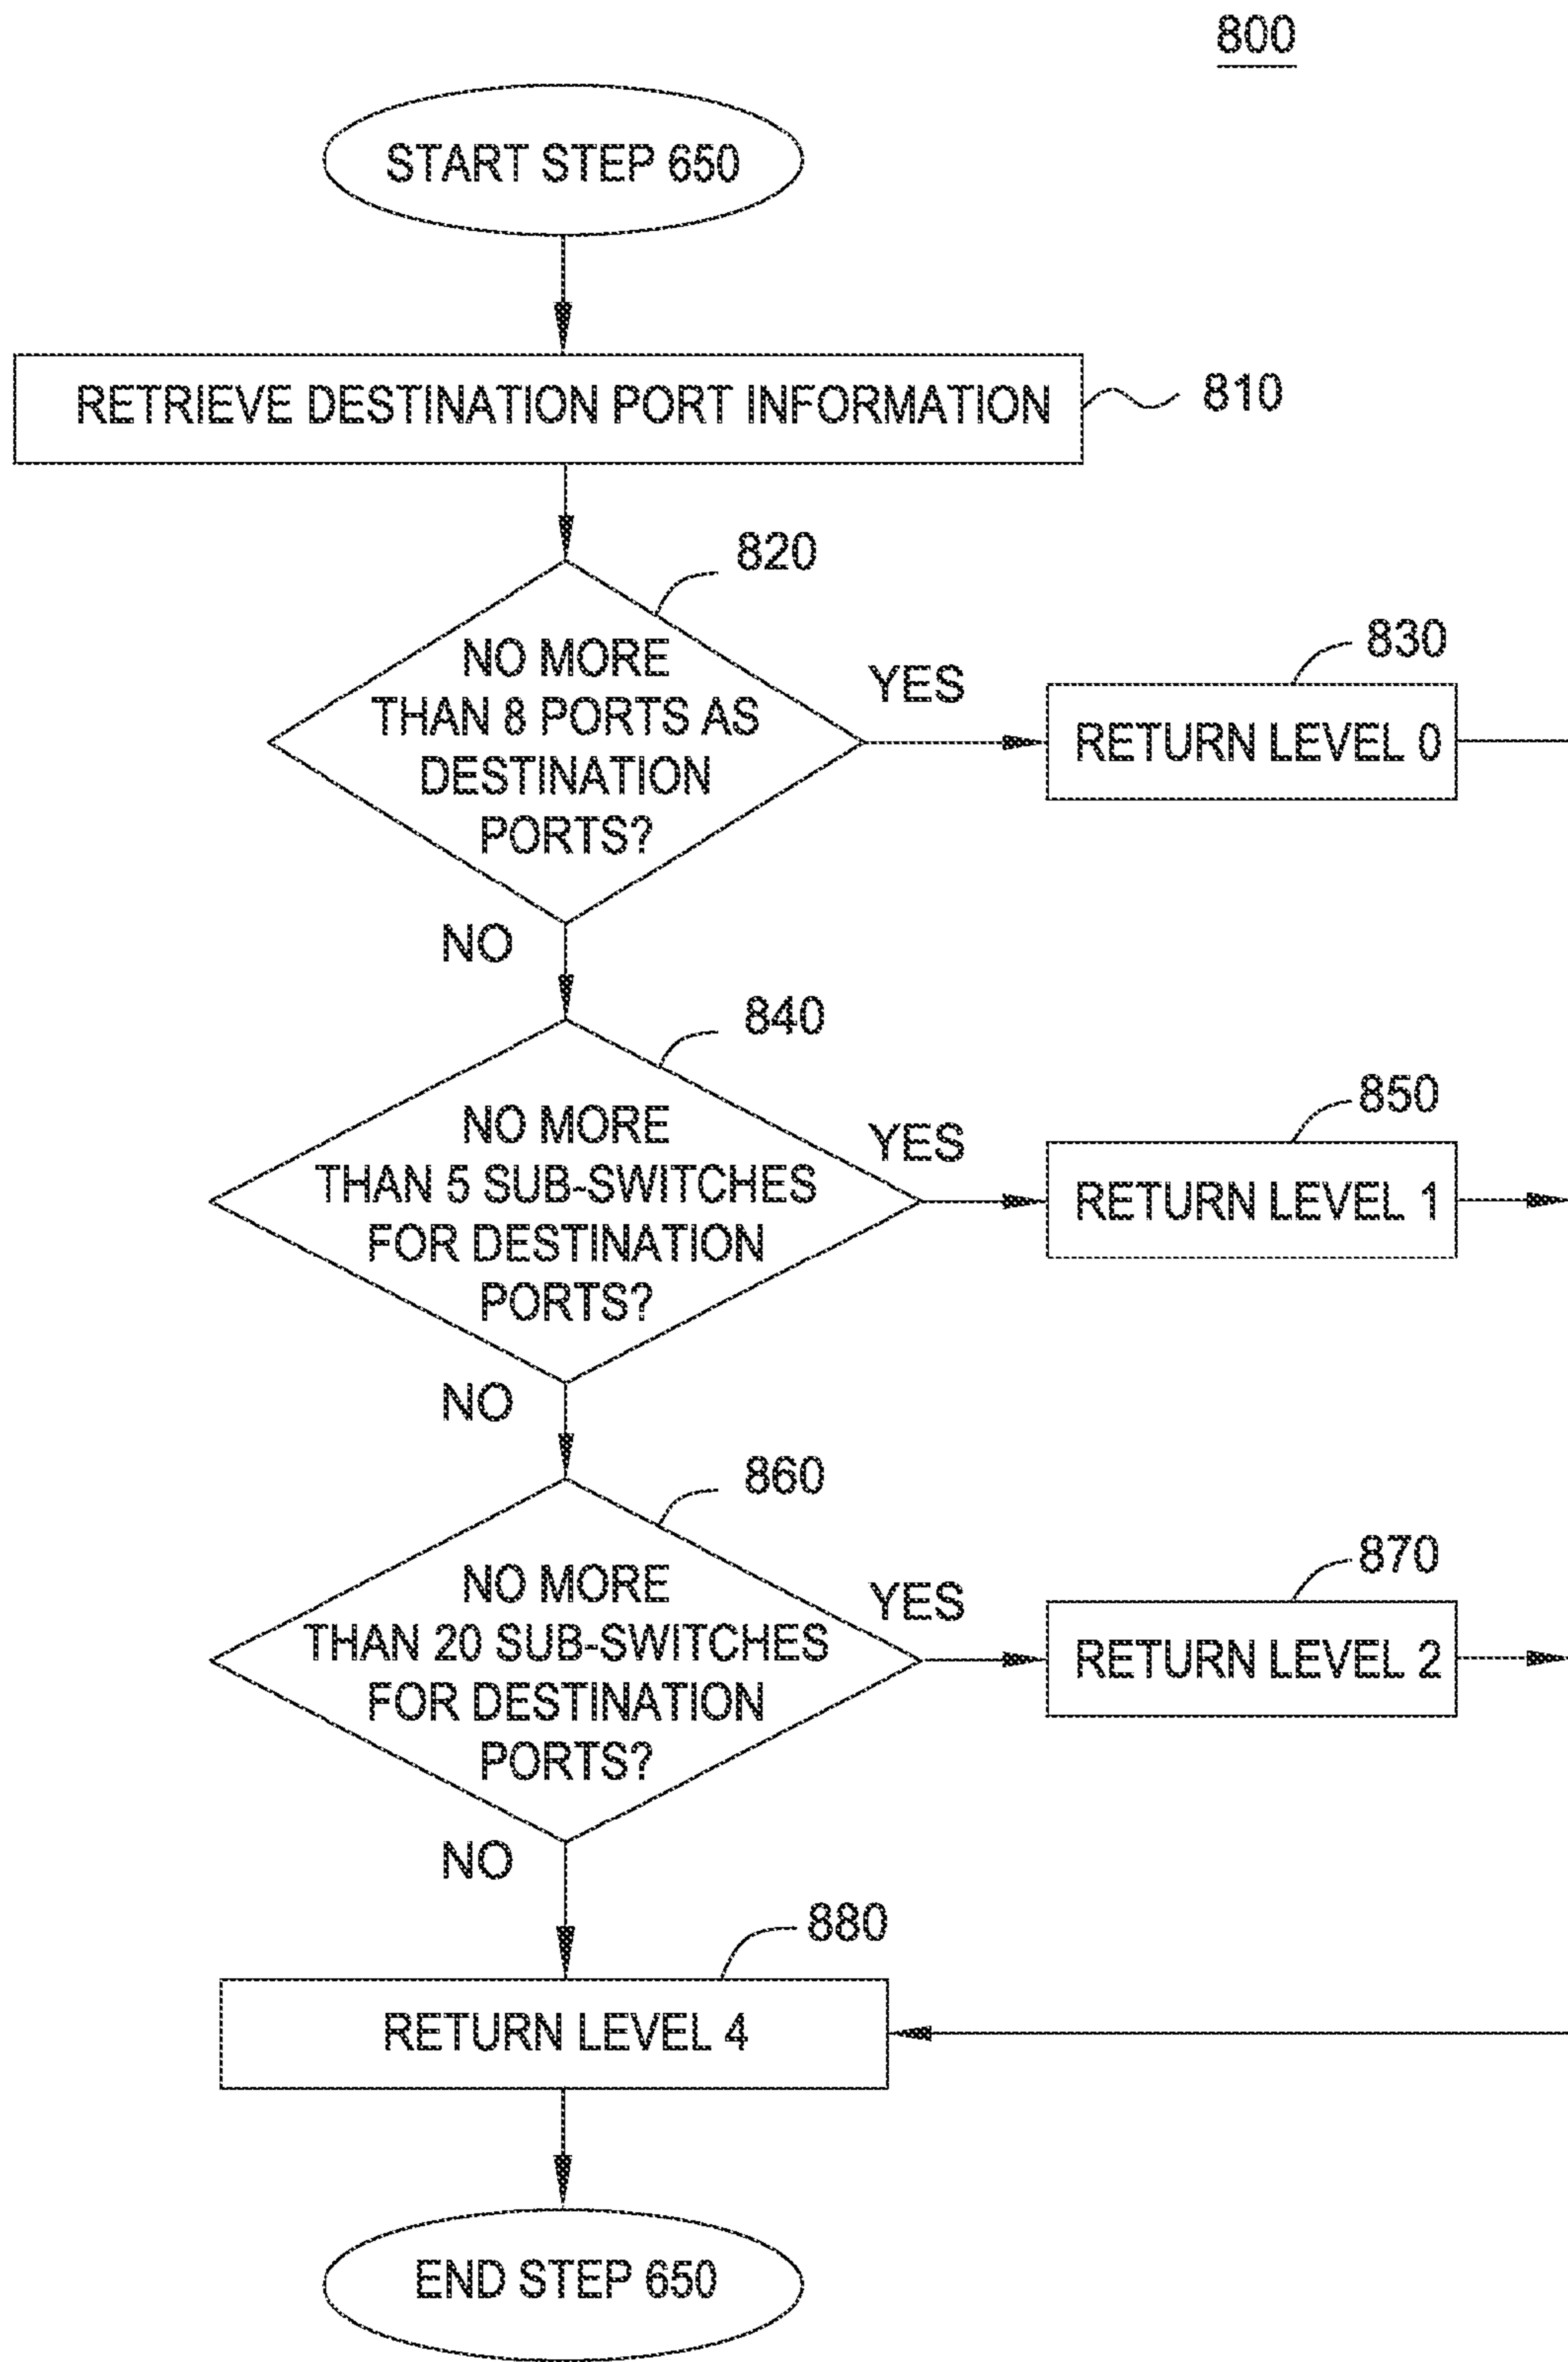 800
START STEP 650
RETRIEVE DESTINATION PORT INFORMATION
810
820
NO MORE
THAN 8 PORTS AS
DESTINATION
PORTS?
YES
830
RETURN LEVEL 0
NO
840
NO MORE
THAN 5 SUB-SWITCHES
FOR DESTINATION
PORTS?
YES
850
RETURN LEVEL 1
NO
860
NO MORE
THAN 20 SUB-SWITCHES
FOR DESTINATION
PORTS?
YES
870
RETURN LEVEL 2
NO
880
RETURN LEVEL 4
END STEP 650